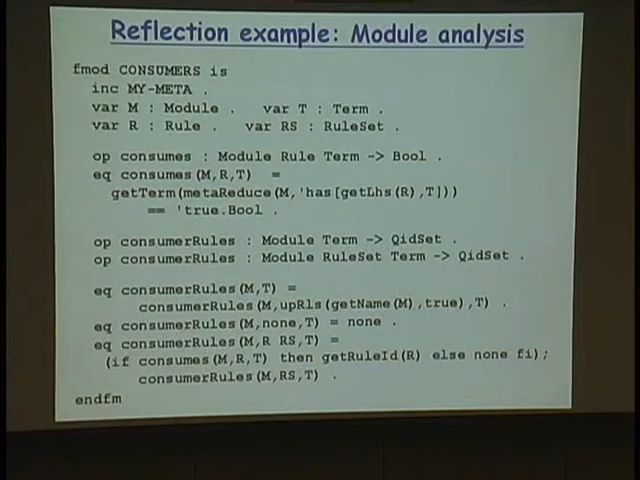 Reflection example: Module analysis
fmod CONSUMERS is
inc MY-META .
var M : Module . var T : Term .
var R : Rule . var RS : RuleSet .
op consumes : Module Rule Term -> Bool .
eq consumes(M,R,T) =
getTerm(metaReduce(M,'has[getLhs(R),T]))
== 'true.Bool .
op consumerRules : Module Term -> QidSet .
op consumerRules : Module RuleSet Term -> QidSet .
eq consumerRules(M,T) =
consumerRules(M,upRls(getName(M),true),T) .
eq consumerRules(M,none,T) = none .
eq consumerRules(M,R RS,T) =
(if consumes(M,R,T) then getRuleId(R) else none fi);
consumerRules(M,RS,T) .
endfm